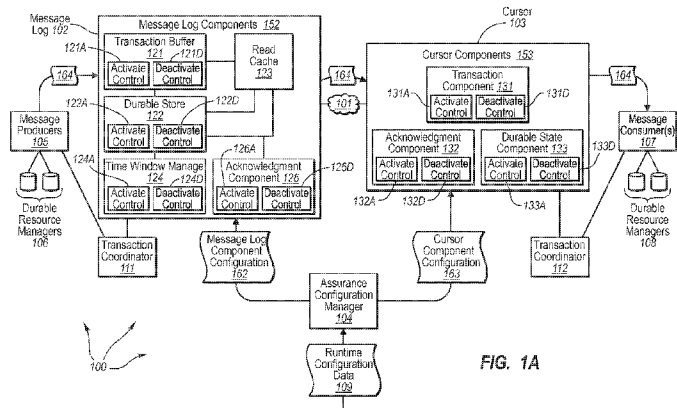 Message
Log 102
Message Log Components 152
Transaction Buffer
121
121A
121D
Activate
Control
Deactivate
Control
Read
Cache
123
164
122A
Durable Store
122
122D
Activate
Control
Deactivate
Control
Message
Producers
105
124A
126A
Time Window Manage
124
124D
Activate
Control
Deactivate
Control
Acknowledgment
Component 126
Activate
Control
Deactivate
Control
126D
Durable
Resource
Managers
106
Transaction
Coordinator
111
164
101
Cursor
103
Cursor Components 153
Transaction
Component 131
131A
131D
Activate
Control
Deactivate
Control
Acknowledgment
Component 132
Activate
Control
Deactivate
Control
132A
132D
Durable State
Component 133
133D
Activate
Control
Deactivate
Control
133A
164
Message
Consumer(s)
107
Durable
Resource
Managers
108
Transaction
Coordinator
112
Message Log
Component
Configuration
162
Cursor
Component
Configuration
163
Assurance
Configuration
Manager
104
Runtime
Configuration
Data
109
100
FIG. 1A